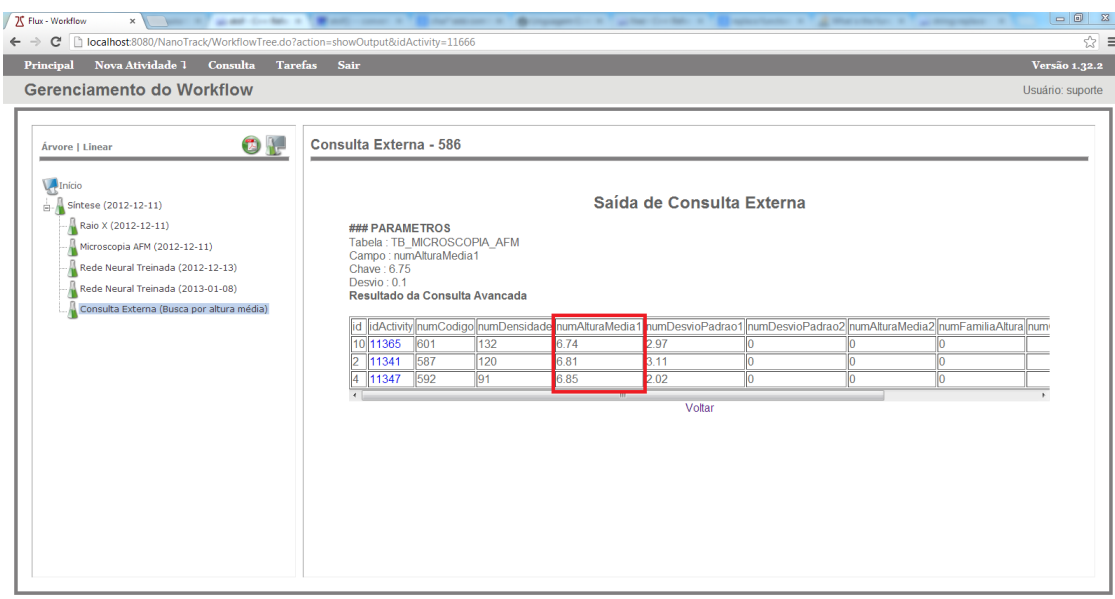 Flux - Workflow
localhost:8080/NanoTrack/WorkflowTree.do?action=showOutput&idActivity=11666
Principal Nova Atividade Consulta Tarefas Sair Versão 1.32.2
Gerenciamento do Workflow Usuário: suporte
Árvore | Linear
Início
Síntese (2012-12-11)
Raio X (2012-12-11)
Microscopia AFM (2012-12-11)
Rede Neural Treinada (2012-12-13)
Rede Neural Treinada (2013-01-08)
Consulta Externa (Busca por altura média)
Consulta Externa - 586
Saída de Consulta Externa
### PARAMETROS
Tabela : TB_MICROSCOPIA_AFM
Campo : numAlturaMedia1
Chave : 6.75
Desvio : 0.1
Resultado da Consulta Avancada
id idActivity numCodigo numDensidade numAlturaMedia1 numDesvioPadrao1 numDesvioPadrao2 numAlturaMedia2 numFamiliaAltura
10 11365 601 132 6.74 2.97 0 0 0
2 11341 587 120 6.81 3.11 0 0 0
4 11347 592 91 6.85 2.02 0 0 0
Voltar